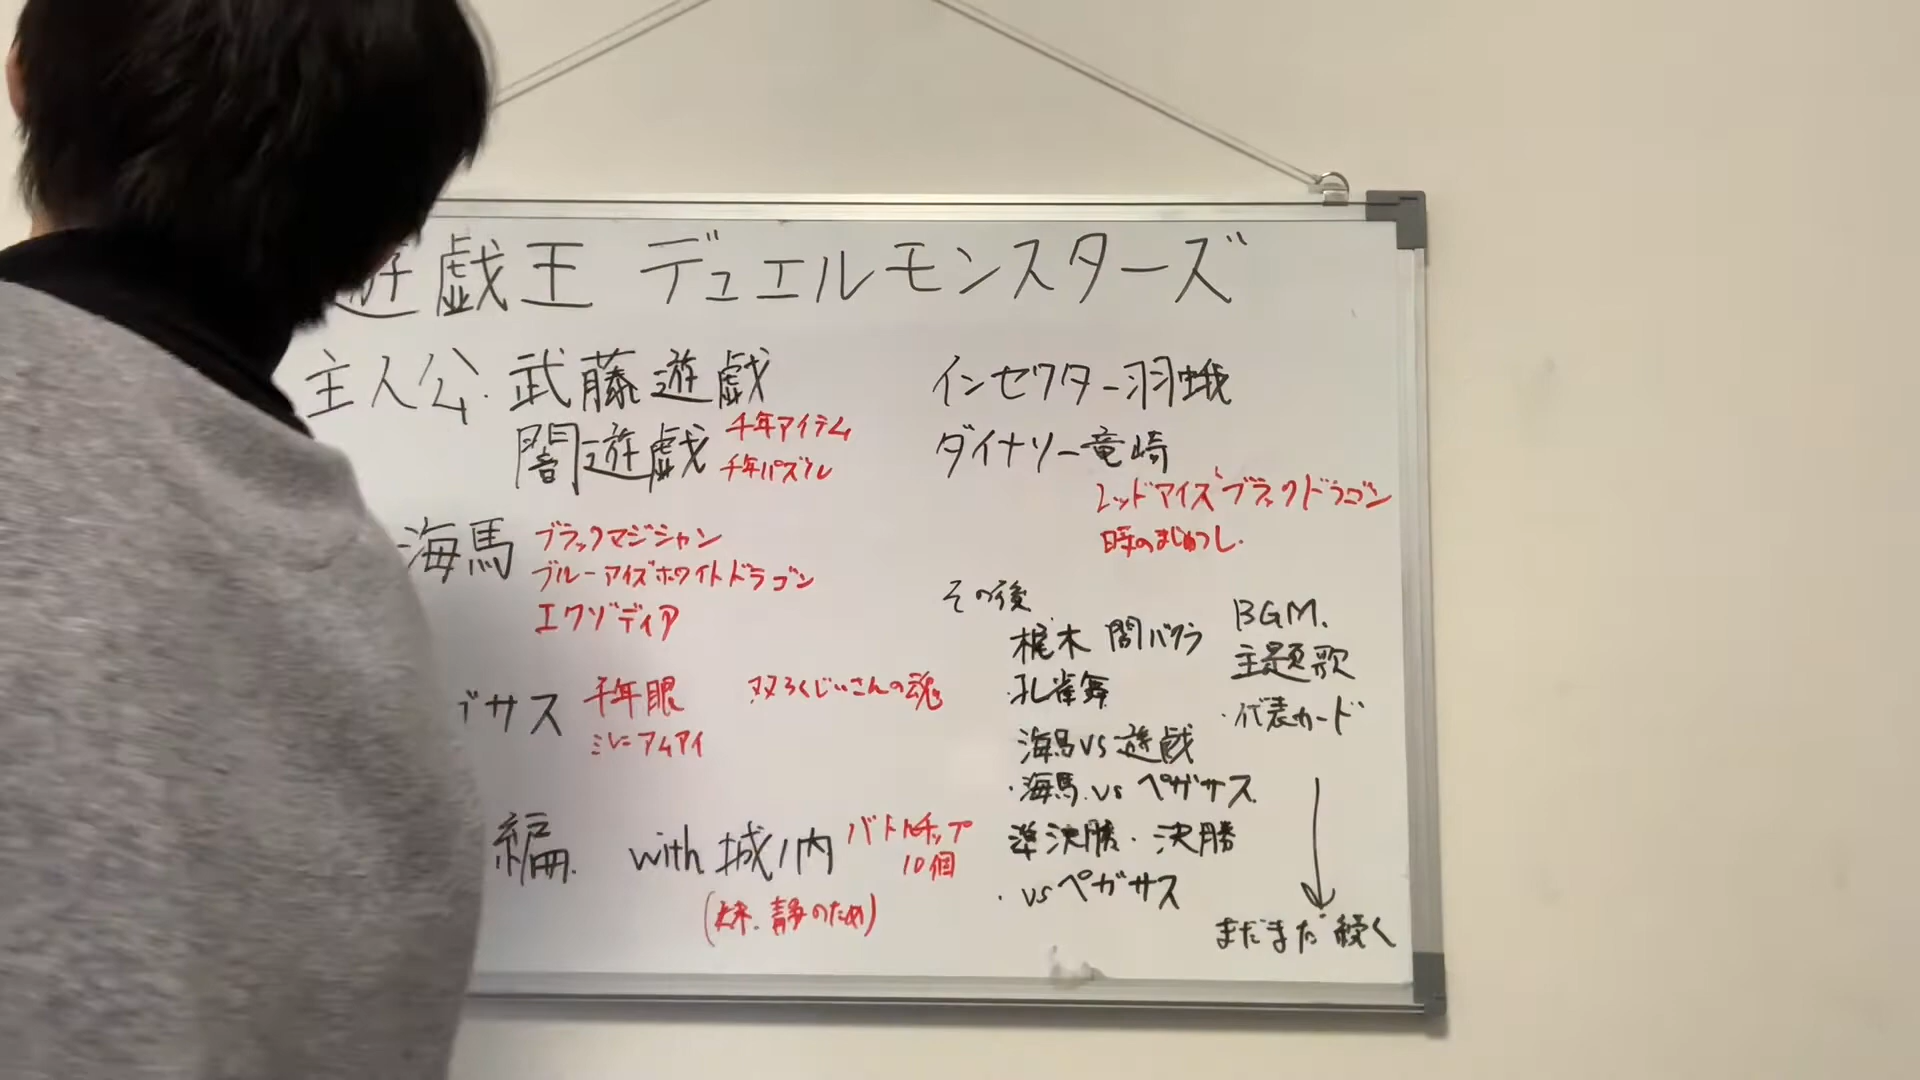 遊戯王 デュエルモンスターズ
主人公. 武藤遊戯
闇遊戯 千年アイテム
千年パズル
海馬 ブラックマジシャン
ブルーアイズホワイトドラゴン
エクゾディア
ガサス 千年眼 双ろくじいさんの魂
ミレニアムアイ
編. with 城ノ内 バトルチップ
10個
(妹. 静のため)
インセクター羽蛾
ダイナソー竜崎
レッドアイズブラックドラゴン
時のまじゅつし.
その後
梶木 闇バクラ
孔雀舞
海馬VS遊戯
・海馬.vs ペガサス
準決勝・決勝
・vsペガサス
BGM.
主題歌
・代表カード
まだまだ続く